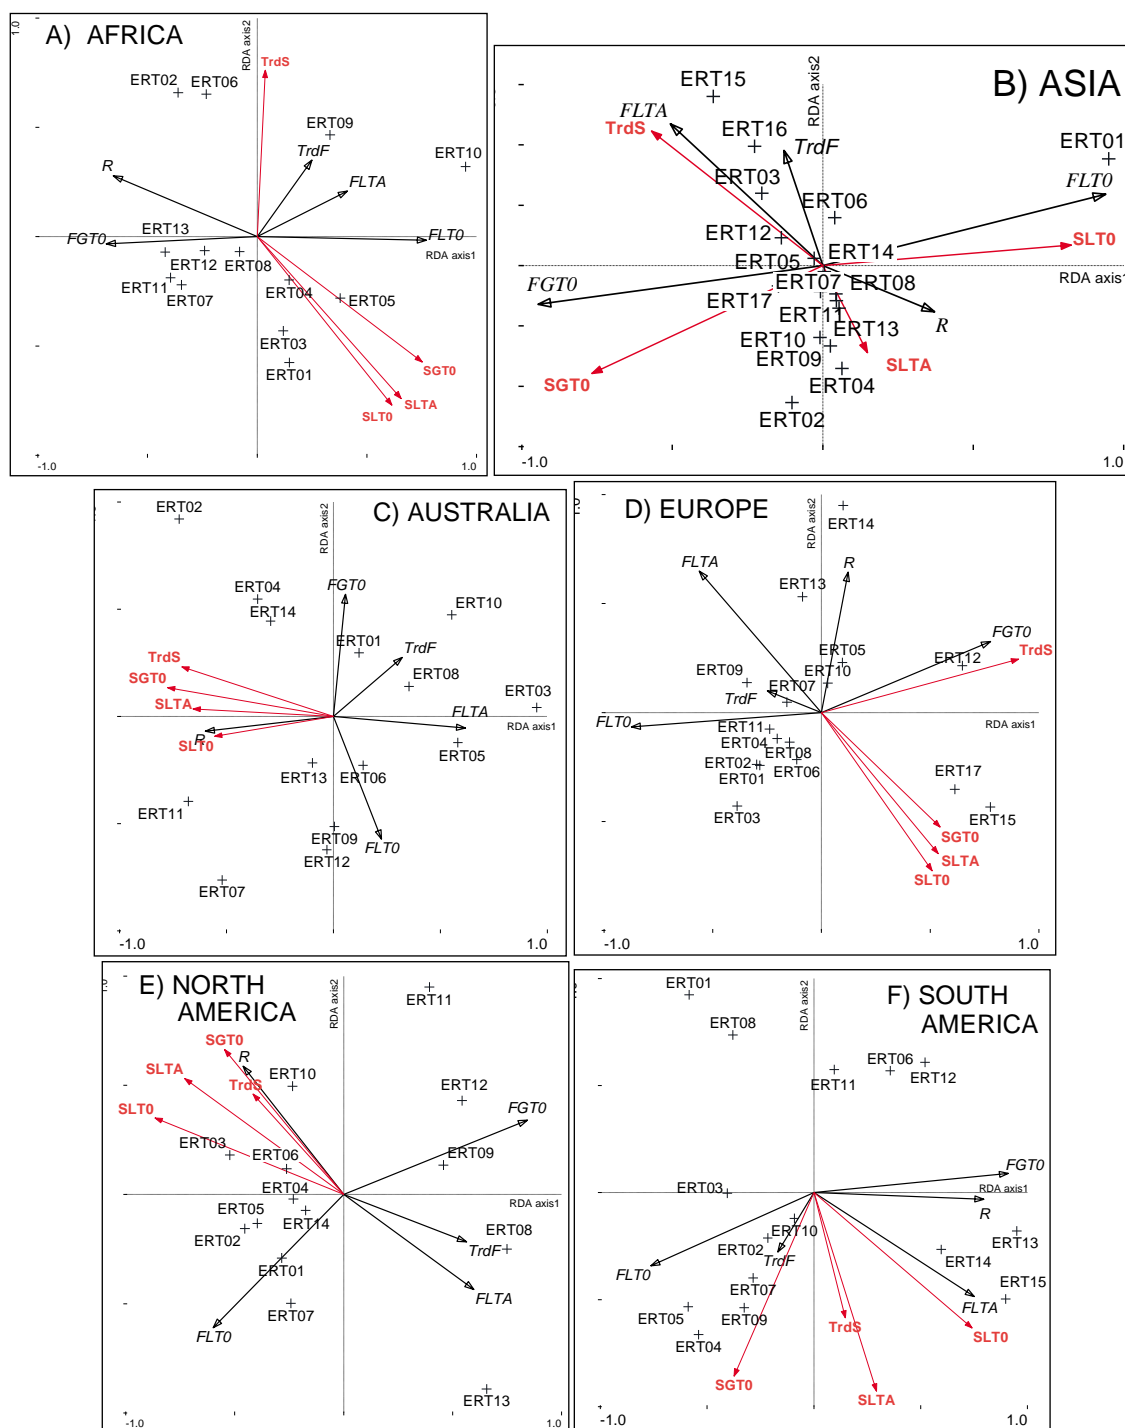 A) AFRICA
1.0
RDA axis2
TrdS
ERT02
ERT06
ERT09
TrdF
ERT10
R
FLTA
ERT13
FGT0
FLT0
RDA axis1
ERT12
ERT08
ERT11
ERT07
ERT04
ERT05
ERT03
ERT01
SGT0
SLTA
SLT0
-1.0
1.0
B) ASIA
RDA axis2
ERT15
FLTA
TrdS
ERT16
TrdF
ERT01
ERT03
FLT0
ERT06
ERT12
SLT0
ERT14
ERT05
RDA axis1
FGT0
ERT07
ERT08
ERT17
ERT11
R
ERT13
ERT10
ERT09
SLTA
SGT0
ERT04
ERT02
-1.0
1.0
C) AUSTRALIA
RDA axis2
ERT02
ERT04
FGT0
ERT14
ERT10
ERT01
TrdF
TrdS
SGT0
ERT08
SLTA
ERT03
FLTA
RDA axis1
R
SLT0
ERT05
ERT13
ERT06
ERT11
ERT09
FLT0
ERT12
ERT07
-1.0
1.0
D) EUROPE
1.0
RDA axis2
ERT14
FLTA
R
ERT13
FGT0
ERT05
ERT12
TrdS
ERT09
ERT10
ERT07
TrdF
FLT0
RDA axis1
ERT11
ERT04
ERT08
ERT02
ERT06
ERT01
ERT17
ERT03
ERT15
SGT0
SLTA
SLT0
-1.0
1.0
E) NORTH
AMERICA
1.0
RDA axis2
ERT11
SGT0
R
SLTA
ERT10
TrdS
ERT12
SLT0
FGT0
ERT03
ERT06
ERT09
ERT04
RDA axis1
ERT05
ERT14
ERT02
ERT08
TrdF
ERT01
FLTA
ERT07
FLT0
ERT13
-1.0
1.0
F) SOUTH
AMERICA
RDA axis2
ERT01
ERT08
ERT06
ERT11
ERT12
FGT0
ERT03
RDA axis1
R
ERT10
ERT13
ERT02
TrdF
ERT14
FLT0
ERT07
ERT15
FLTA
ERT05
ERT09
TrdS
SLT0
ERT04
SGT0
SLTA
-1.0
1.0